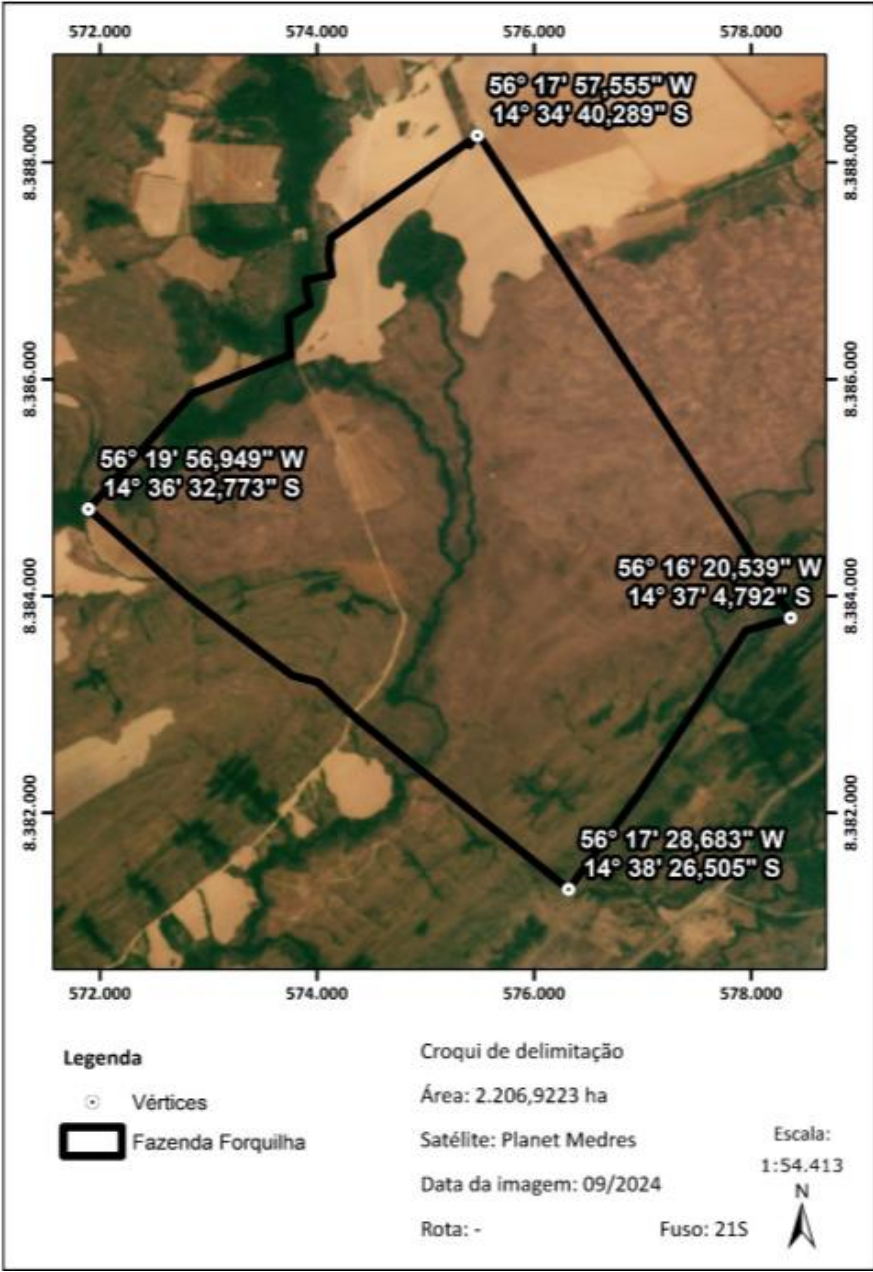 572.000 574.000 576.000 578.000
56° 17' 57,555" W
14° 34' 40,289" S
8.388.000 8.388.000
8.386.000 8.386.000
56° 19' 56,949" W
14° 36' 32,773" S
56° 16' 20,539" W
14° 37' 4,792" S
8.384.000 8.384.000
8.382.000 8.382.000
56° 17' 28,683" W
14° 38' 26,505" S
572.000 574.000 576.000 578.000
Legenda
Vértices
Fazenda Forquilha
Croqui de delimitação
Área: 2.206,9223 ha
Satélite: Planet Medres
Data da imagem: 09/2024
Rota: -
Fuso: 21S
Escala:
1:54.413
N